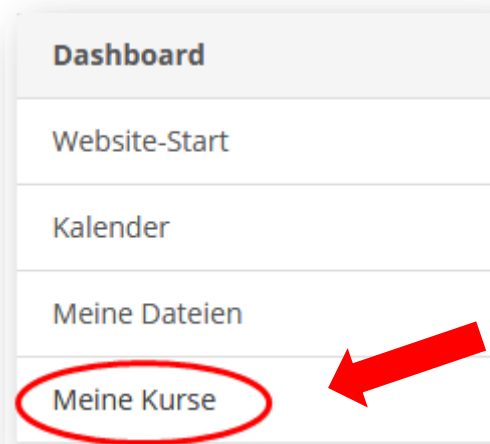 Dashboard
Website-Start
Kalender
Meine Dateien
Meine Kurse